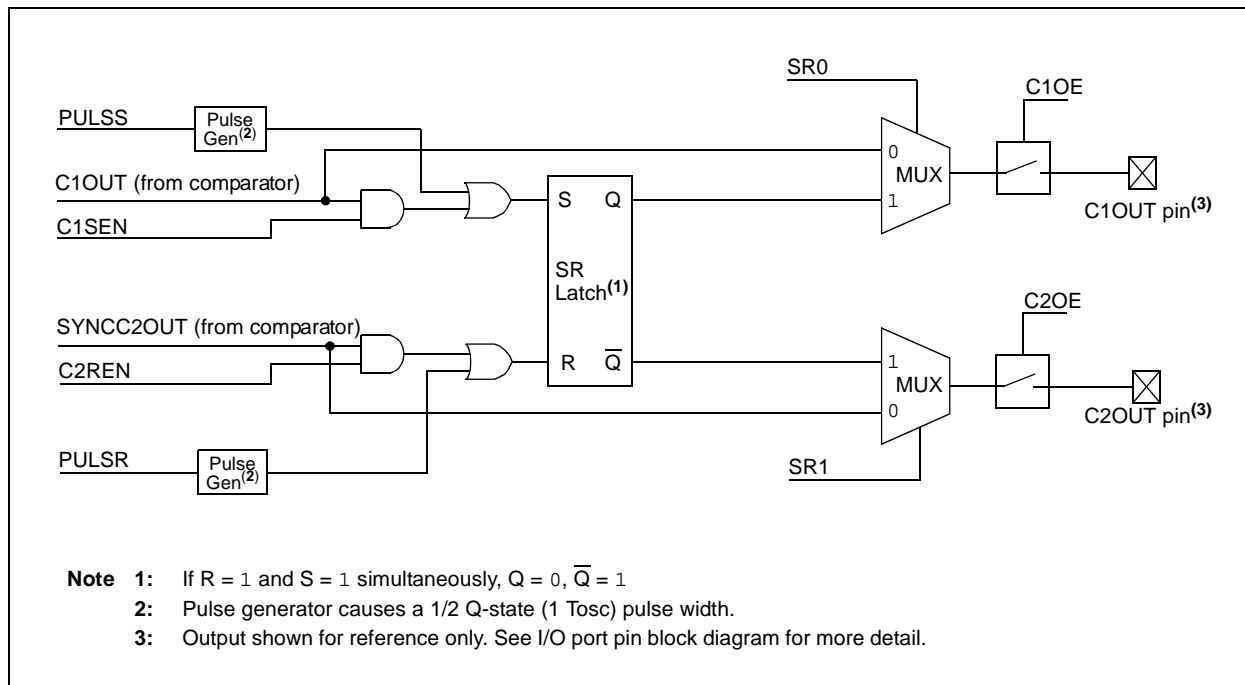 SR0
C1OE
PULSS
Pulse
Gen(2)
0
MUX
C1OUT (from comparator)
S Q
1
C1OUT pin(3)
C1SEN
SR
Latch(1)
C2OE
SYNCC2OUT (from comparator)
R Q̅
1
MUX
C2REN
0
C2OUT pin(3)
PULSR
Pulse
Gen(2)
SR1
Note 1: If R = 1 and S = 1 simultaneously, Q = 0, Q̅ = 1
2: Pulse generator causes a 1/2 Q-state (1 Tosc) pulse width.
3: Output shown for reference only. See I/O port pin block diagram for more detail.